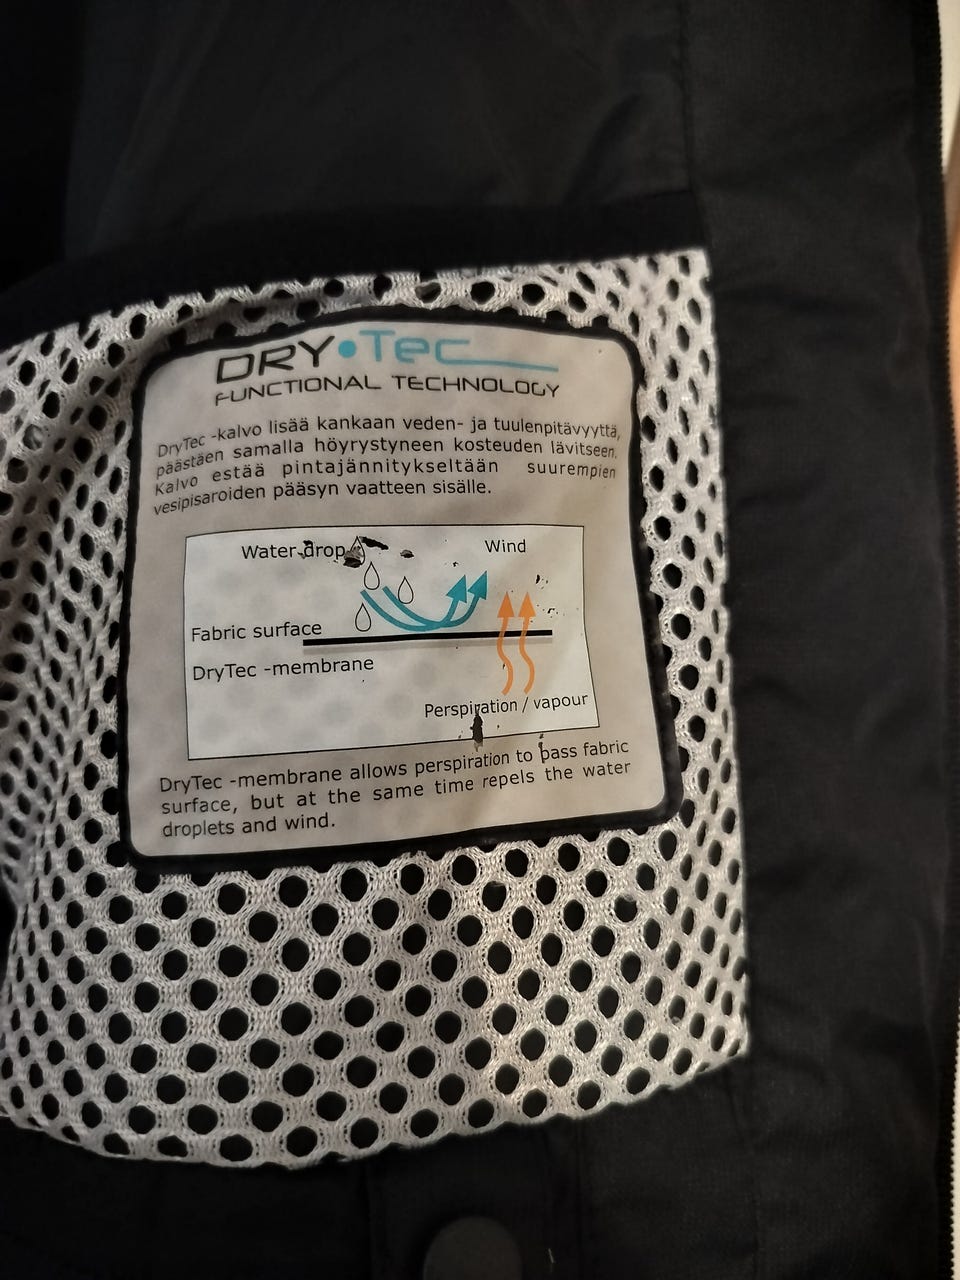 DRY•Tec
FUNCTIONAL TECHNOLOGY
DryTec -kalvo lisää kankaan veden- ja tuulenpitävyyttä,
päästäen samalla höyrystyneen kosteuden lävitseen.
Kalvo estää pintajännitykseltään suurempien
vesipisaroiden pääsyn vaatteen sisälle.
Water drop
Wind
Fabric surface
DryTec -membrane
Perspiration / vapour
DryTec -membrane allows perspiration to pass fabric
surface, but at the same time repels the water
droplets and wind.